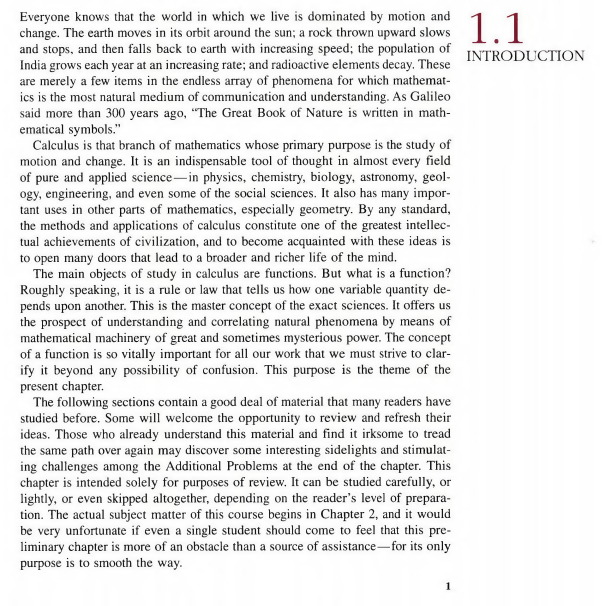 1.1
INTRODUCTION
Everyone knows that the world in which we live is dominated by motion and
change. The earth moves in its orbit around the sun; a rock thrown upward slows
and stops, and then falls back to earth with increasing speed; the population of
India grows each year at an increasing rate; and radioactive elements decay. These
are merely a few items in the endless array of phenomena for which mathemat-
ics is the most natural medium of communication and understanding. As Galileo
said more than 300 years ago, “The Great Book of Nature is written in math-
ematical symbols.”
Calculus is that branch of mathematics whose primary purpose is the study of
motion and change. It is an indispensable tool of thought in almost every field
of pure and applied science—in physics, chemistry, biology, astronomy, geol-
ogy, engineering, and even some of the social sciences. It also has many impor-
tant uses in other parts of mathematics, especially geometry. By any standard,
the methods and applications of calculus constitute one of the greatest intellec-
tual achievements of civilization, and to become acquainted with these ideas is
to open many doors that lead to a broader and richer life of the mind.
The main objects of study in calculus are functions. But what is a function?
Roughly speaking, it is a rule or law that tells us how one variable quantity de-
pends upon another. This is the master concept of the exact sciences. It offers us
the prospect of understanding and correlating natural phenomena by means of
mathematical machinery of great and sometimes mysterious power. The concept
of a function is so vitally important for all our work that we must strive to clar-
ify it beyond any possibility of confusion. This purpose is the theme of the
present chapter.
The following sections contain a good deal of material that many readers have
studied before. Some will welcome the opportunity to review and refresh their
ideas. Those who already understand this material and find it irksome to tread
the same path over again may discover some interesting sidelights and stimulat-
ing challenges among the Additional Problems at the end of the chapter. This
chapter is intended solely for purposes of review. It can be studied carefully, or
lightly, or even skipped altogether, depending on the reader’s level of prepara-
tion. The actual subject matter of this course begins in Chapter 2, and it would
be very unfortunate if even a single student should come to feel that this pre-
liminary chapter is more of an obstacle than a source of assistance—for its only
purpose is to smooth the way.
1